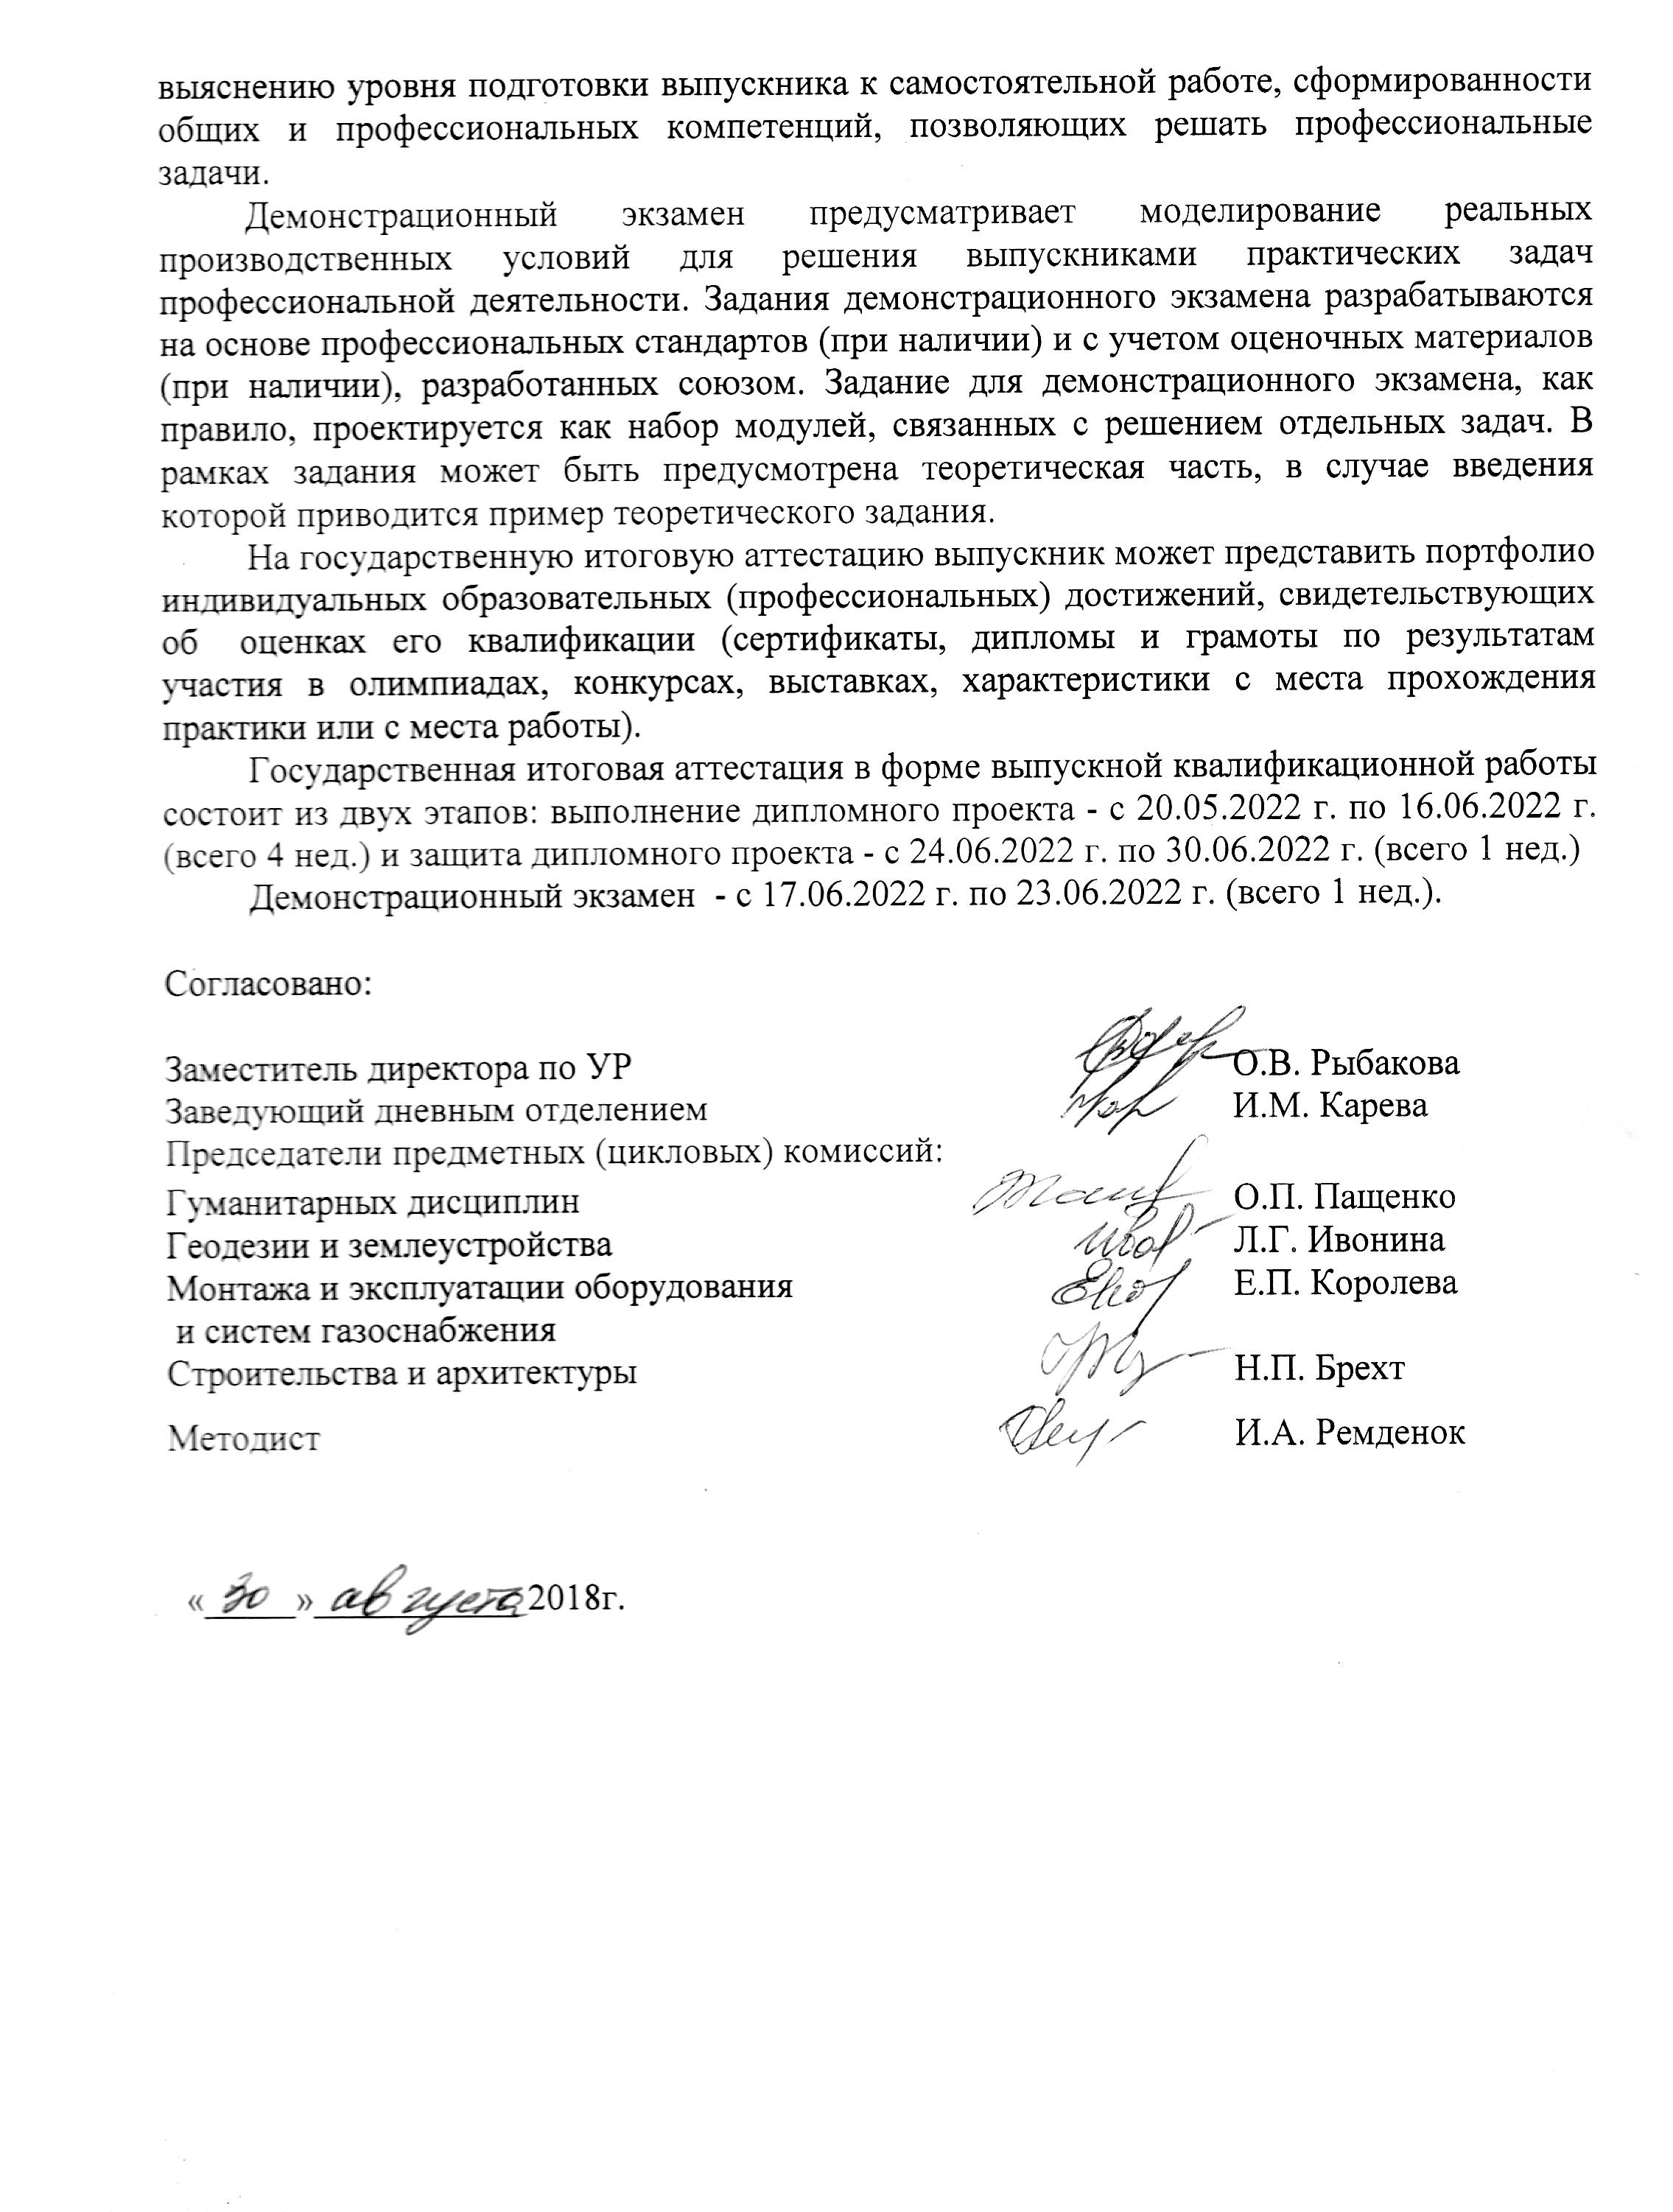 выяснению уровня подготовки выпускника к самостоятельной работе, сформированности
общих и профессиональных компетенций, позволяющих решать профессиональные
задачи.
Демонстрационный экзамен предусматривает моделирование реальных
производственных условий для решения выпускниками практических задач
профессиональной деятельности. Задания демонстрационного экзамена разрабатываются
на основе профессиональных стандартов (при наличии) и с учетом оценочных материалов
(при наличии), разработанных союзом. Задание для демонстрационного экзамена, как
правило, проектируется как набор модулей, связанных с решением отдельных задач. В
рамках задания может быть предусмотрена теоретическая часть, в случае введения
которой приводится пример теоретического задания.
На государственную итоговую аттестацию выпускник может представить портфолио
индивидуальных образовательных (профессиональных) достижений, свидетельствующих
об оценках его квалификации (сертификаты, дипломы и грамоты по результатам
участия в олимпиадах, конкурсах, выставках, характеристики с места прохождения
практики или с места работы).
Государственная итоговая аттестация в форме выпускной квалификационной работы
состоит из двух этапов: выполнение дипломного проекта - с 20.05.2022 г. по 16.06.2022 г.
(всего 4 нед.) и защита дипломного проекта - с 24.06.2022 г. по 30.06.2022 г. (всего 1 нед.)
Демонстрационный экзамен - с 17.06.2022 г. по 23.06.2022 г. (всего 1 нед.).
Согласовано:
Заместитель директора по УР О.В. Рыбакова
Заведующий дневным отделением И.М. Карева
Председатели предметных (цикловых) комиссий:
Гуманитарных дисциплин О.П. Пащенко
Геодезии и землеустройства Л.Г. Ивонина
Монтажа и эксплуатации оборудования Е.П. Королева
и систем газоснабжения
Строительства и архитектуры Н.П. Брехт
Методист И.А. Ремденок
«30» августа 2018г.